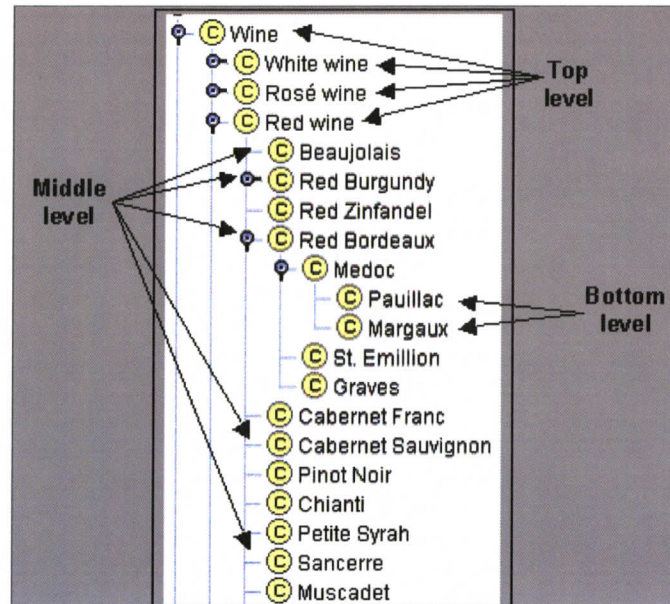 Wine
White wine
Rosé wine
Red wine
Top level
Beaujolais
Red Burgundy
Middle level
Red Zinfandel
Red Bordeaux
Medoc
Pauillac
Margaux
Bottom level
St. Emillion
Graves
Cabernet Franc
Cabernet Sauvignon
Pinot Noir
Chianti
Petite Syrah
Sancerre
Muscadet